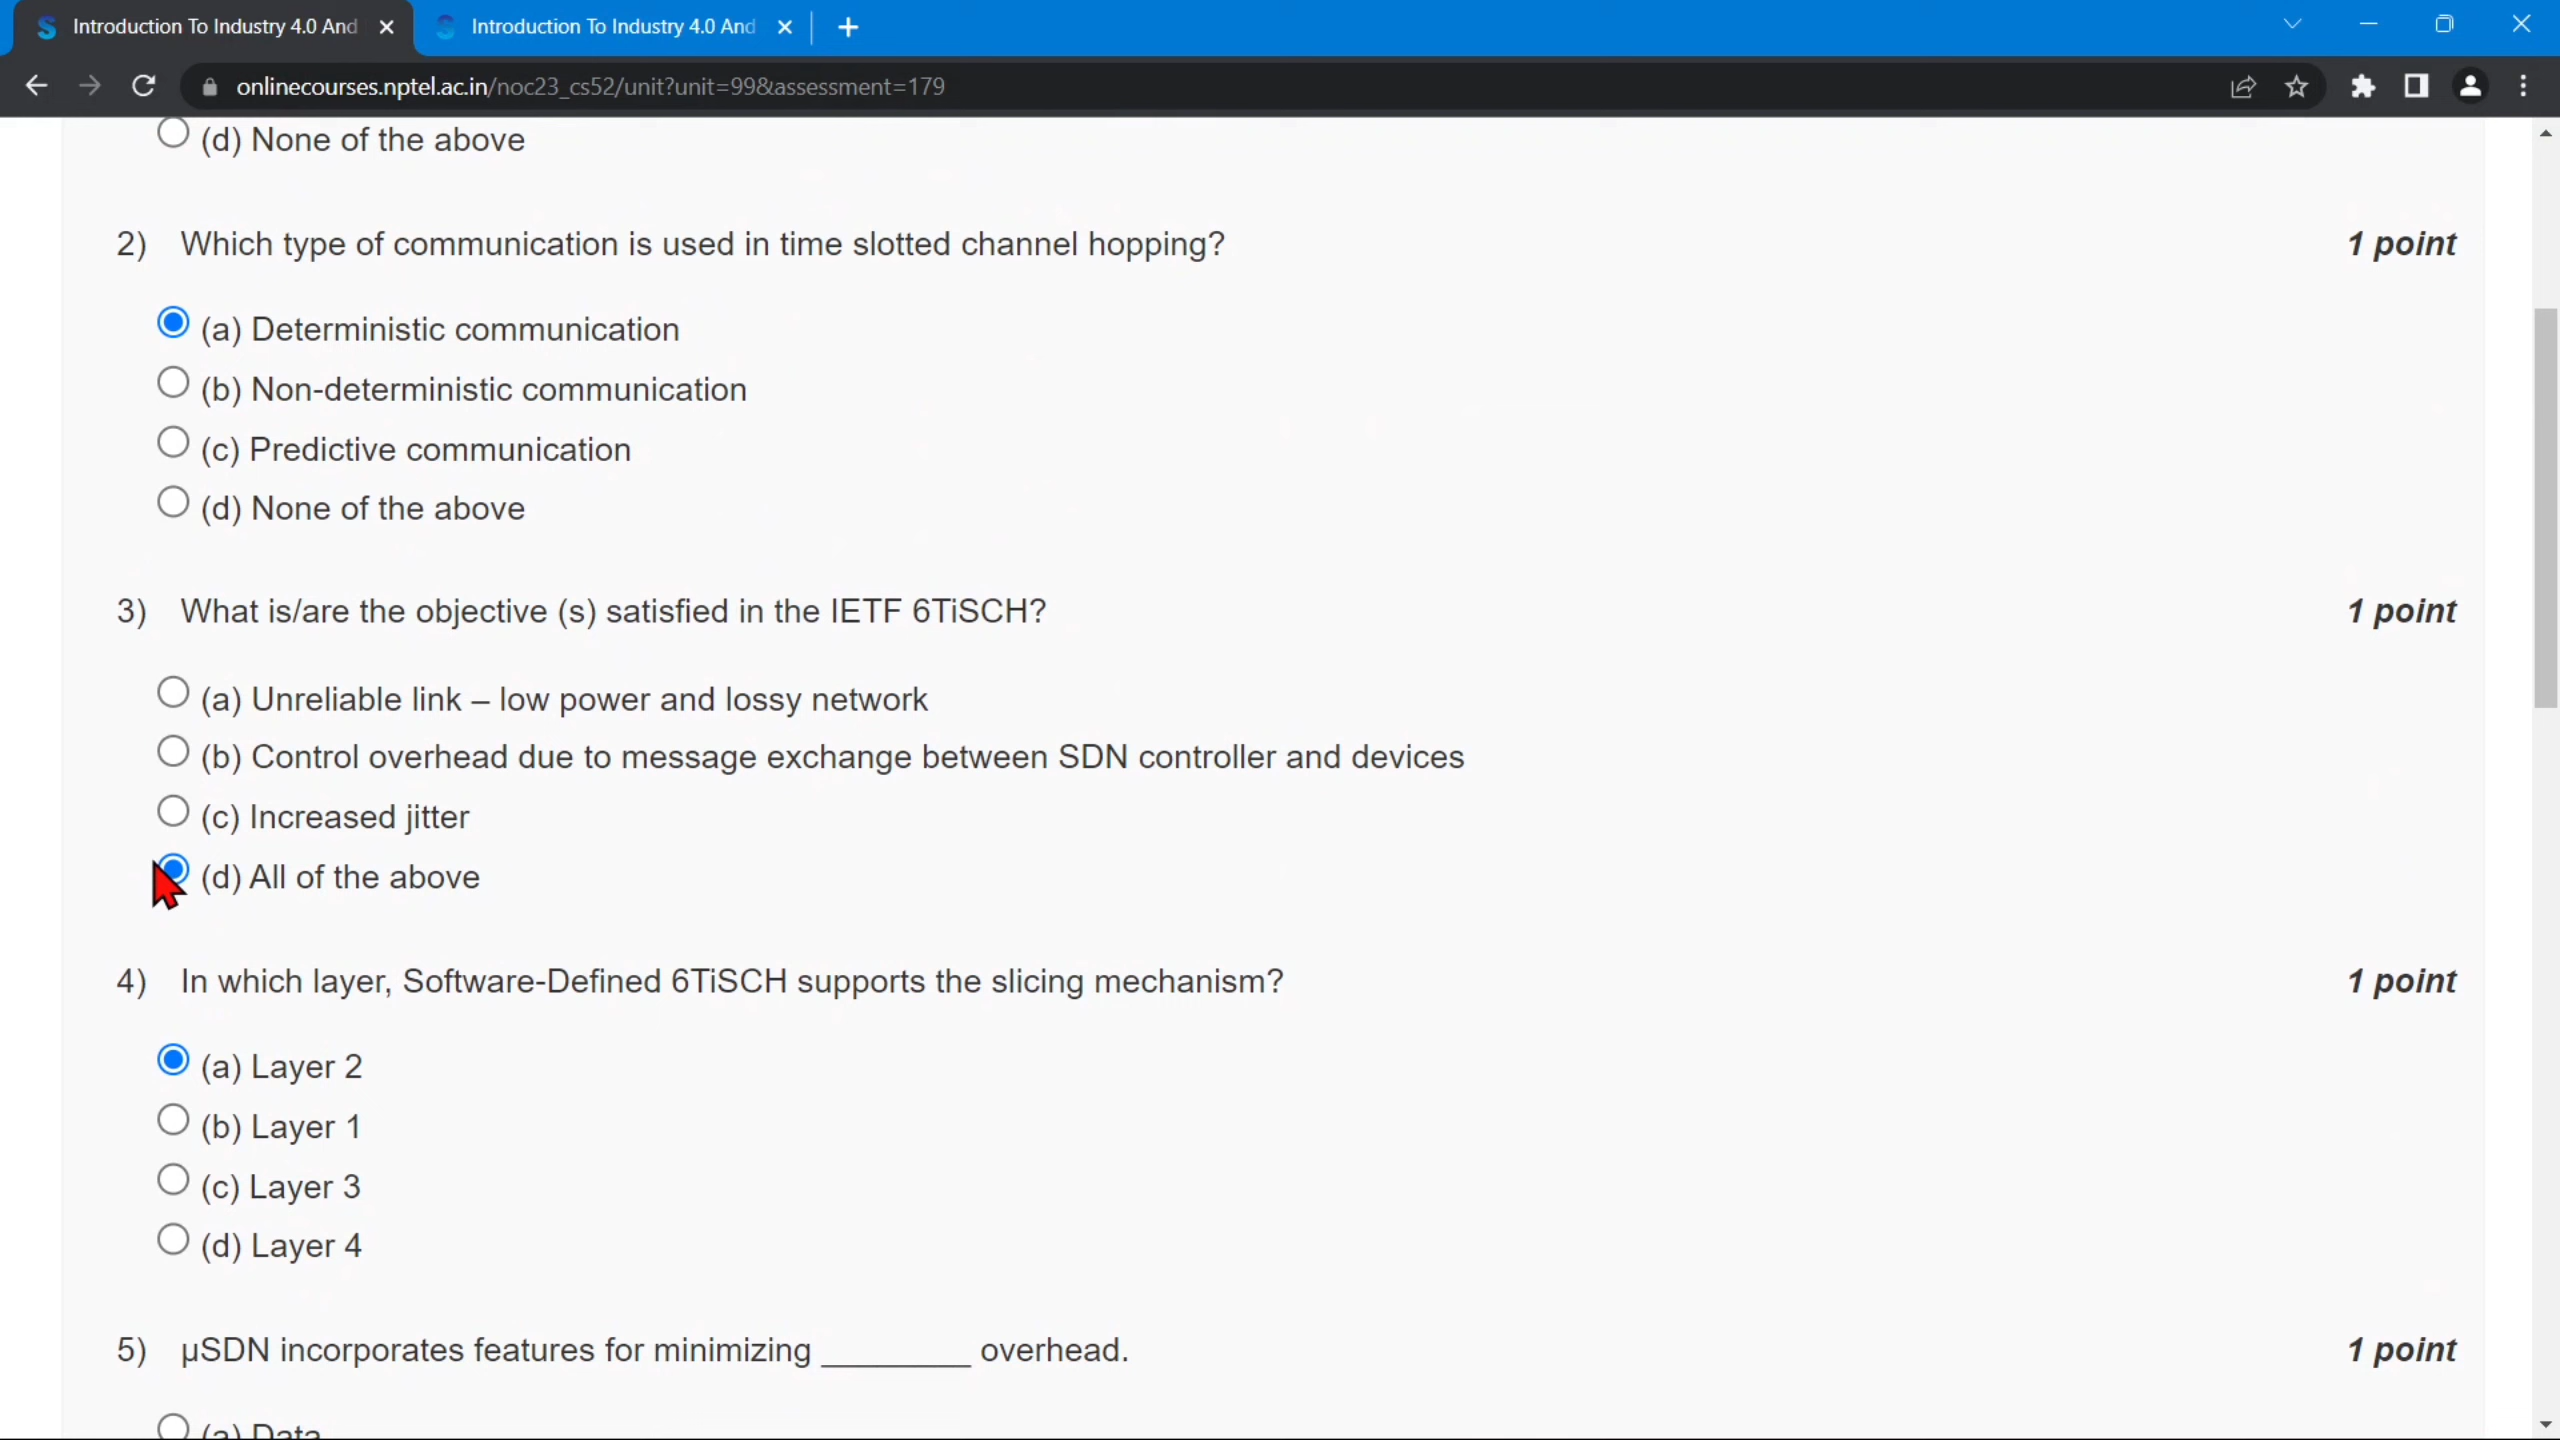 Introduction To Industry 4.0 And
Introduction To Industry 4.0 And
onlinecourses.nptel.ac.in/noc23_cs52/unit?unit=99&assessment=179
(d) None of the above
2) Which type of communication is used in time slotted channel hopping? 1 point
(a) Deterministic communication
(b) Non-deterministic communication
(c) Predictive communication
(d) None of the above
3) What is/are the objective (s) satisfied in the IETF 6TiSCH? 1 point
(a) Unreliable link – low power and lossy network
(b) Control overhead due to message exchange between SDN controller and devices
(c) Increased jitter
(d) All of the above
4) In which layer, Software-Defined 6TiSCH supports the slicing mechanism? 1 point
(a) Layer 2
(b) Layer 1
(c) Layer 3
(d) Layer 4
5) µSDN incorporates features for minimizing ________ overhead. 1 point
(a) Data